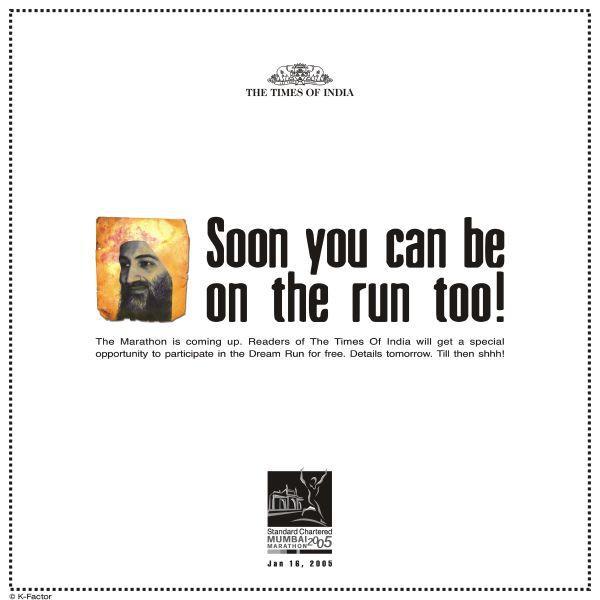 THE TIMES OF INDIA
Soon you can be
on the run too!
The Marathon is coming up. Readers of The Times Of India will get a special
opportunity to participate in the Dream Run for free. Details tomorrow. Till then shhh!
Standard Chartered
MUMBAI
MARATHON 2005
Jan 16, 2005
© K-Factor